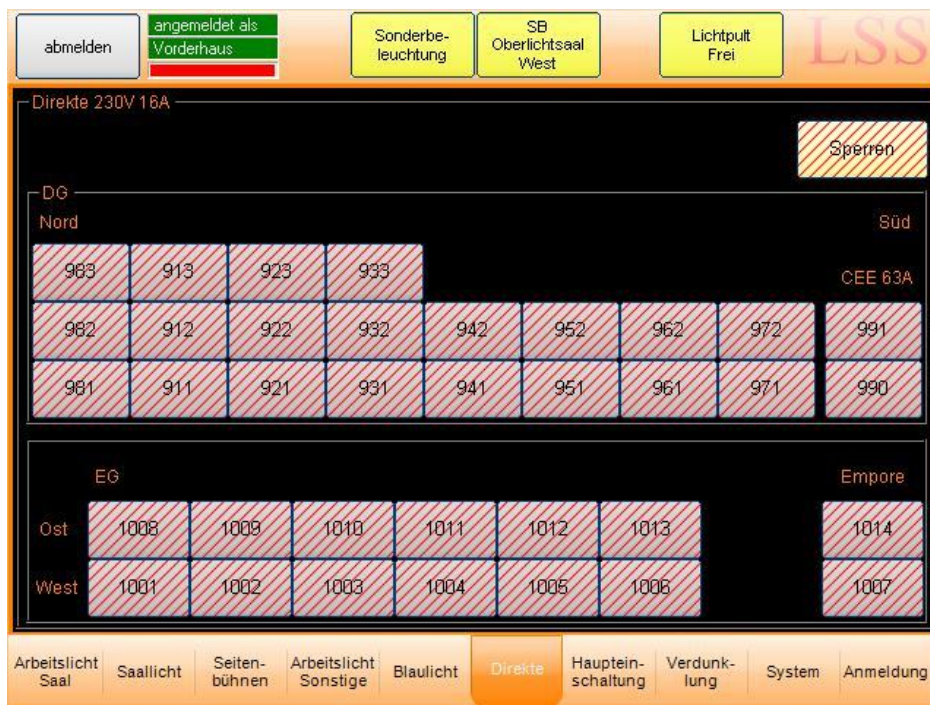 abmelden
angemeldet als
Vorderhaus
Sonderbe-
leuchtung
SB
Oberlichtsaal
West
Lichtpult
Frei
LSS
Direkte 230V 16A
Sperren
DG
Nord
Süd
983 913 923 933
CEE 63A
982 912 922 932 942 952 962 972 991
981 911 921 931 941 951 961 971 990
EG
Empore
Ost 1008 1009 1010 1011 1012 1013 1014
West 1001 1002 1003 1004 1005 1006 1007
Arbeitslicht
Saal
Saallicht
Seiten-
bühnen
Arbeitslicht
Sonstige
Blaulicht
Direkte
Hauptein-
schaltung
Verdunk-
lung
System
Anmeldung